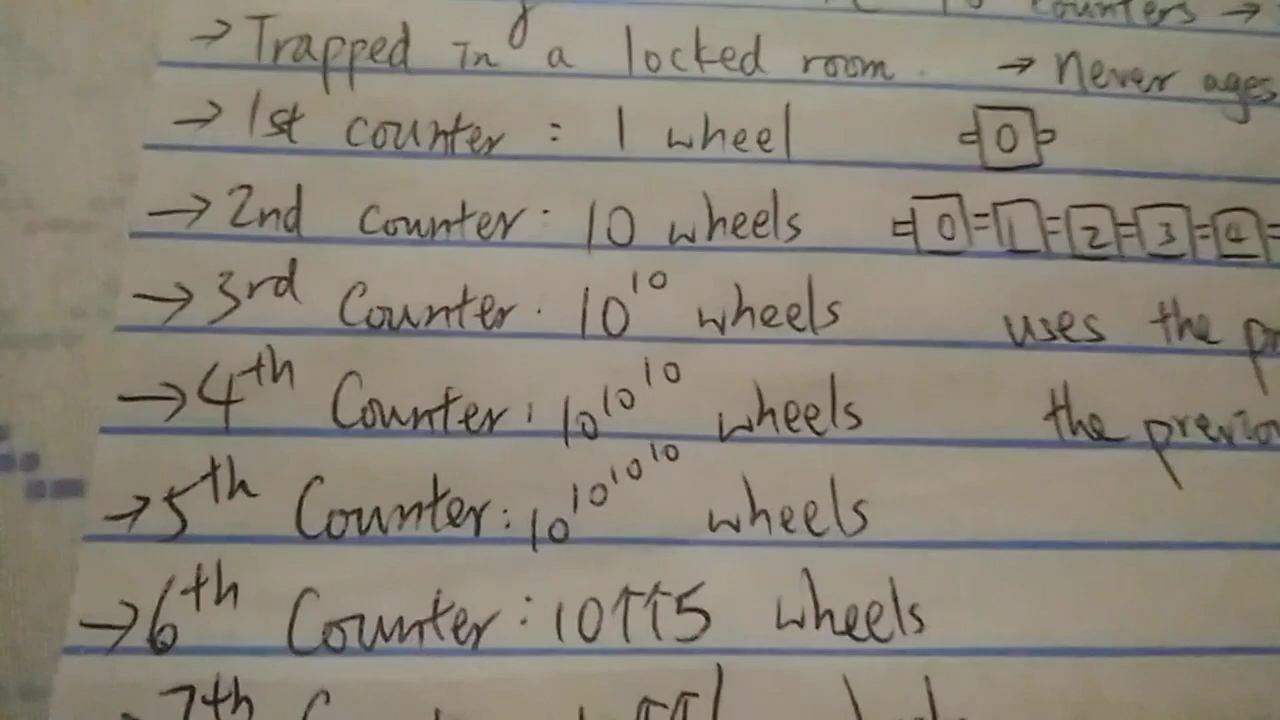 counters →
→ Trapped in a locked room. → never ages
→ 1st counter: 1 wheel 0
→ 2nd counter: 10 wheels =0=1=2=3=4=
→ 3rd Counter: 10^10 wheels uses the
→ 4th Counter: 10^10^10 wheels the
→ 5th Counter: 10^10^10^10 wheels
→ 6th Counter: 10↑↑5 wheels
7th